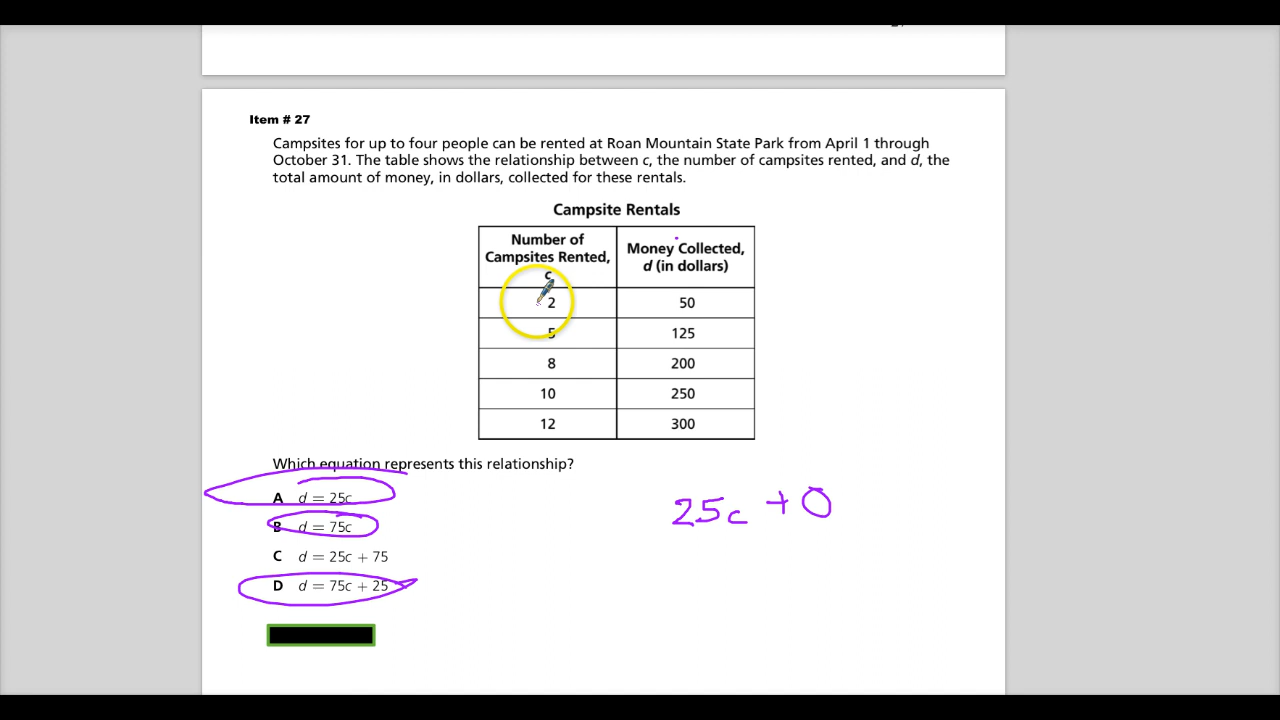 Item # 27
Campsites for up to four people can be rented at Roan Mountain State Park from April 1 through
October 31. The table shows the relationship between c, the number of campsites rented, and d, the
total amount of money, in dollars, collected for these rentals.
Campsite Rentals
Number of
Campsites Rented,
c
Money Collected,
d (in dollars)
2 50
5 125
8 200
10 250
12 300
Which equation represents this relationship?
A d = 25c
B d = 75c
C d = 25c + 75
D d = 75c + 25
25c + 0